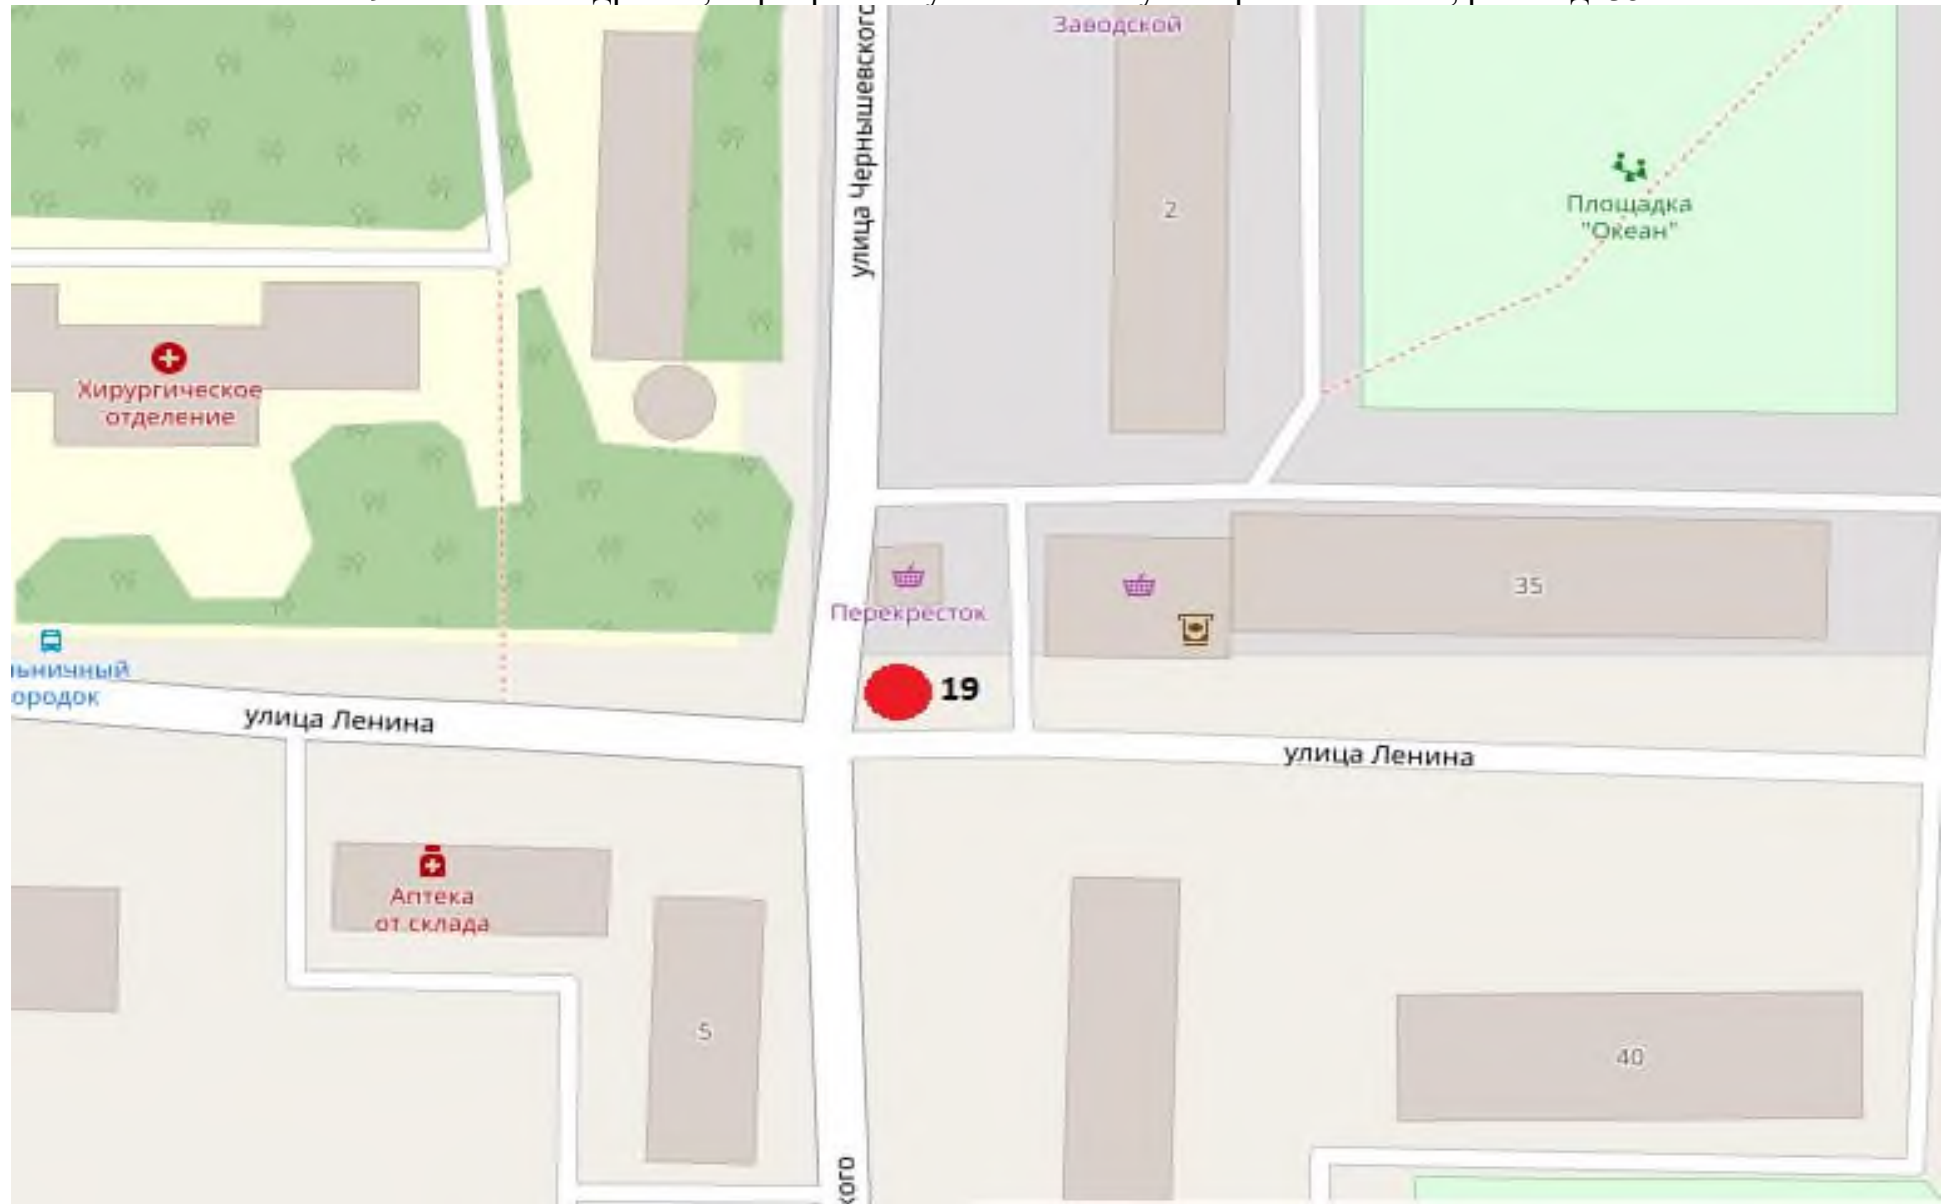 Заводской
улица Чернышевского
2
Площадка
"Океан"
Хирургическое
отделение
35
Перекресток
19
улица Ленина
улица Ленина
Аптека
от склада
5
40